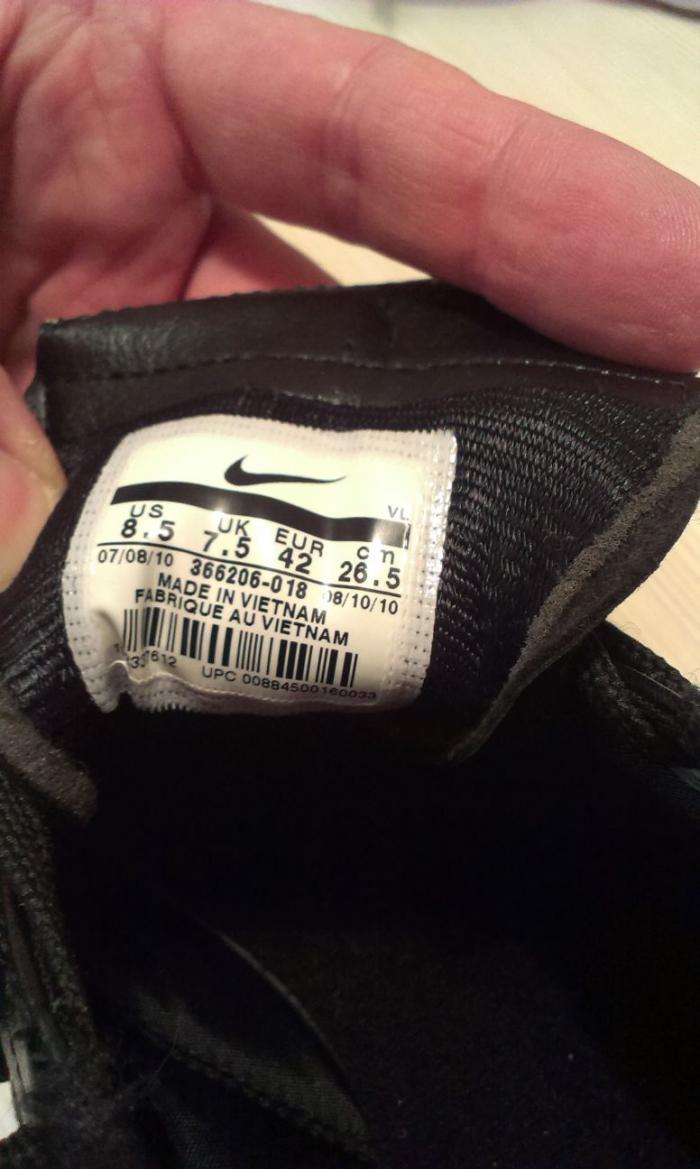 VL
US UK EUR cm
8.5 7.5 42 26.5
07/08/10 366206-018 08/10/10
MADE IN VIETNAM
FABRIQUE AU VIETNAM
UPC 00884500160033